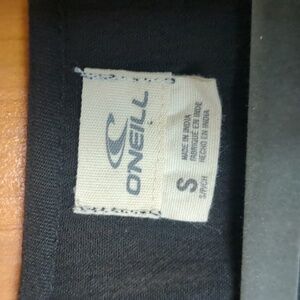 O'NEILL
MADE IN INDIA
FABRIQUÉ EN INDE
HECHO EN INDIA
S
S/P/CH